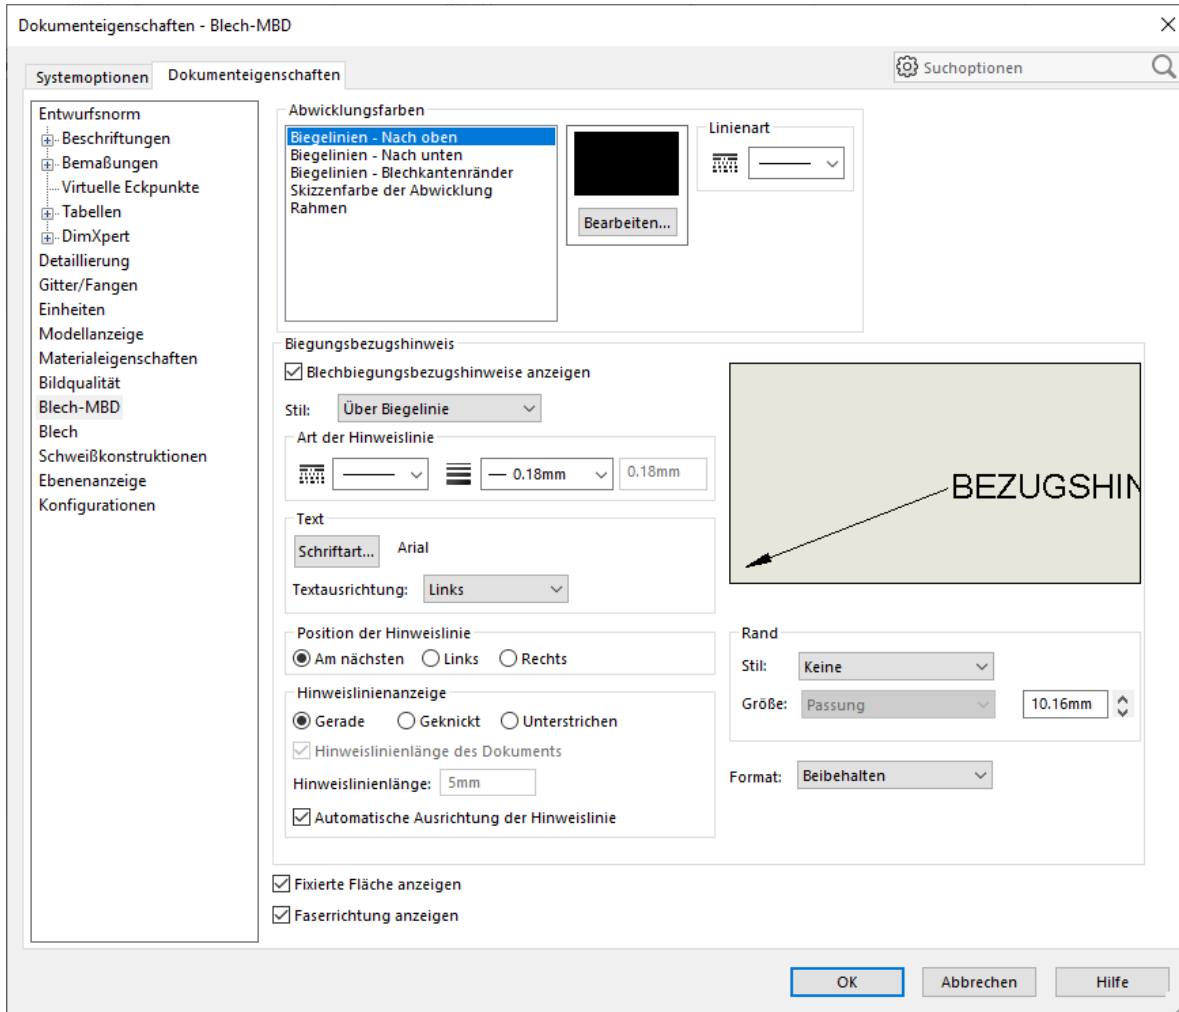 Dokumenteigenschaften - Blech-MBD
Systemoptionen
Dokumenteigenschaften
Suchoptionen
Entwurfsnorm
Beschriftungen
Bemaßungen
Virtuelle Eckpunkte
Tabellen
DimXpert
Detaillierung
Gitter/Fangen
Einheiten
Modellanzeige
Materialeigenschaften
Bildqualität
Blech-MBD
Blech
Schweißkonstruktionen
Ebenenanzeige
Konfigurationen
Abwicklungsfarben
Biegelinien - Nach oben
Biegelinien - Nach unten
Biegelinien - Blechkantenränder
Skizzenfarbe der Abwicklung
Rahmen
Bearbeiten...
Linienart
Biegungsbezugshinweis
Blechbiegungsbezugshinweise anzeigen
Stil: Über Biegelinie
Art der Hinweislinie
0.18mm 0.18mm
Text
Schriftart... Arial
Textausrichtung: Links
Position der Hinweislinie
Am nächsten Links Rechts
Hinweislinienanzeige
Gerade Geknickt Unterstrichen
Hinweislinienlänge des Dokuments
Hinweislinienlänge: 5mm
Automatische Ausrichtung der Hinweislinie
BEZUGSHIN
Rand
Stil: Keine
Größe: Passung 10.16mm
Format: Beibehalten
Fixierte Fläche anzeigen
Faserrichtung anzeigen
OK Abbrechen Hilfe